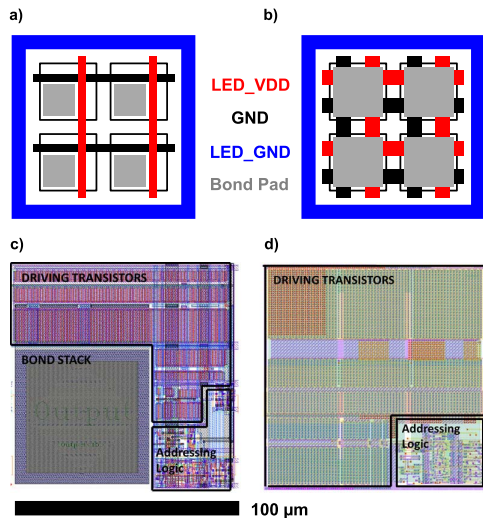 a)
b)
LED_VDD
GND
LED_GND
Bond Pad
c)
d)
DRIVING TRANSISTORS
DRIVING TRANSISTORS
BOND STACK
Output
Addressing
Logic
Addressing
Logic
100 µm